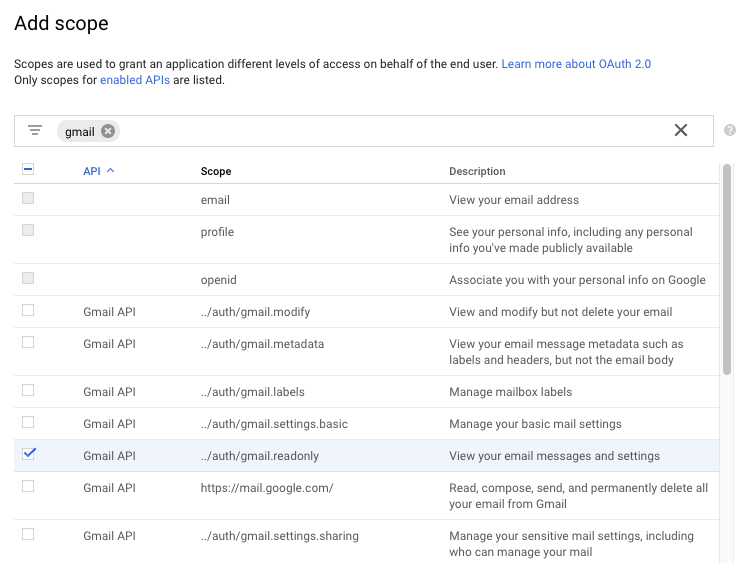 Add scope
Scopes are used to grant an application different levels of access on behalf of the end user. Learn more about OAuth 2.0
Only scopes for enabled APIs are listed.
gmail
API Scope Description
email View your email address
profile See your personal info, including any personal
info you've made publicly available
openid Associate you with your personal info on Google
Gmail API ../auth/gmail.modify View and modify but not delete your email
Gmail API ../auth/gmail.metadata View your email message metadata such as
labels and headers, but not the email body
Gmail API ../auth/gmail.labels Manage mailbox labels
Gmail API ../auth/gmail.settings.basic Manage your basic mail settings
Gmail API ../auth/gmail.readonly View your email messages and settings
Gmail API https://mail.google.com/ Read, compose, send, and permanently delete all
your email from Gmail
Gmail API ../auth/gmail.settings.sharing Manage your sensitive mail settings, including
who can manage your mail